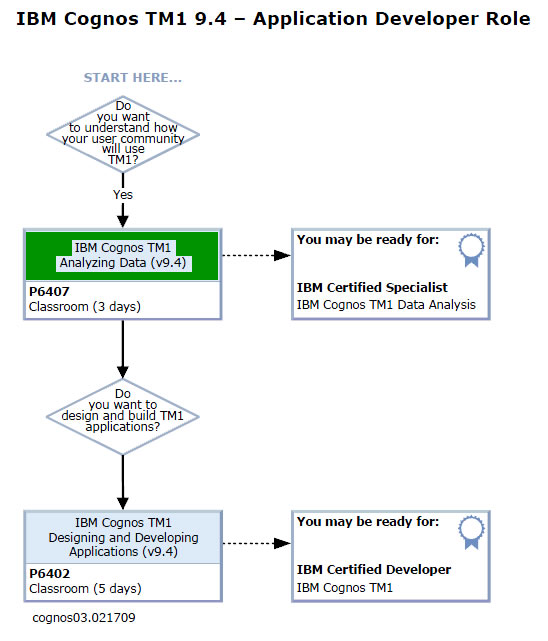 IBM Cognos TM1 9.4 – Application Developer Role
START HERE...
Do
you want
to understand how
your user community
will use
TM1?
Yes
IBM Cognos TM1
Analyzing Data (v9.4)
P6407
Classroom (3 days)
You may be ready for:
IBM Certified Specialist
IBM Cognos TM1 Data Analysis
Do
you want to
design and build TM1
applications?
IBM Cognos TM1
Designing and Developing
Applications (v9.4)
P6402
Classroom (5 days)
You may be ready for:
IBM Certified Developer
IBM Cognos TM1
cognos03.021709